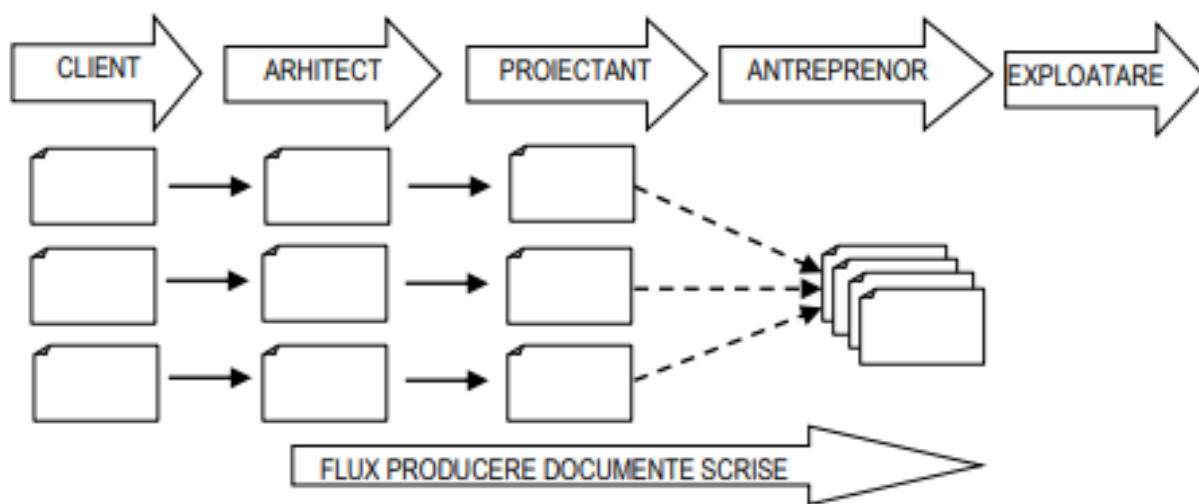 CLIENT
ARHITECT
PROIECTANT
ANTREPRENOR
EXPLOATARE
FLUX PRODUCERE DOCUMENTE SCRISE